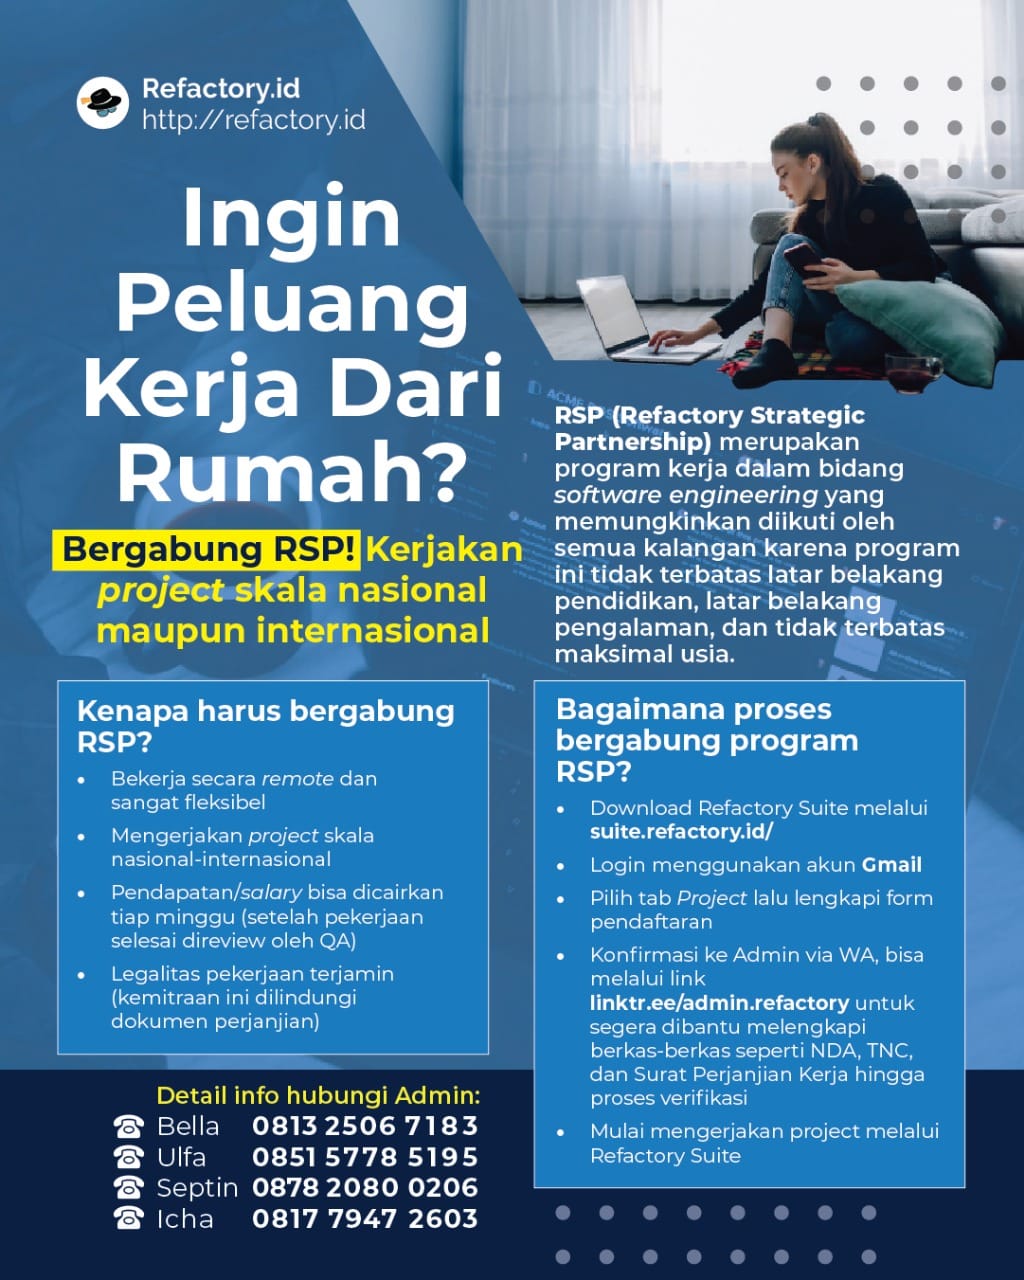 Refactory.id
http://refactory.id
Ingin
Peluang
Kerja Dari
Rumah?
Bergabung RSP! Kerjakan
project skala nasional
maupun internasional
RSP (Refactory Strategic
Partnership) merupakan
program kerja dalam bidang
software engineering yang
memungkinkan diikuti oleh
semua kalangan karena program
ini tidak terbatas latar belakang
pendidikan, latar belakang
pengalaman, dan tidak terbatas
maksimal usia.
Kenapa harus bergabung
RSP?
• Bekerja secara remote dan
sangat fleksibel
• Mengerjakan project skala
nasional-internasional
• Pendapatan/salary bisa dicairkan
tiap minggu (setelah pekerjaan
selesai direview oleh QA)
• Legalitas pekerjaan terjamin
(kemitraan ini dilindungi
dokumen perjanjian)
Bagaimana proses
bergabung program
RSP?
• Download Refactory Suite melalui
suite.refactory.id/
• Login menggunakan akun Gmail
• Pilih tab Project lalu lengkapi form
pendaftaran
• Konfirmasi ke Admin via WA, bisa
melalui link
linktr.ee/admin.refactory untuk
segera dibantu melengkapi
berkas-berkas seperti NDA, TNC,
dan Surat Perjanjian Kerja hingga
proses verifikasi
• Mulai mengerjakan project melalui
Refactory Suite
Detail info hubungi Admin:
Bella 0813 2506 7183
Ulfa 0851 5778 5195
Septin 0878 2080 0206
Icha 0817 7947 2603